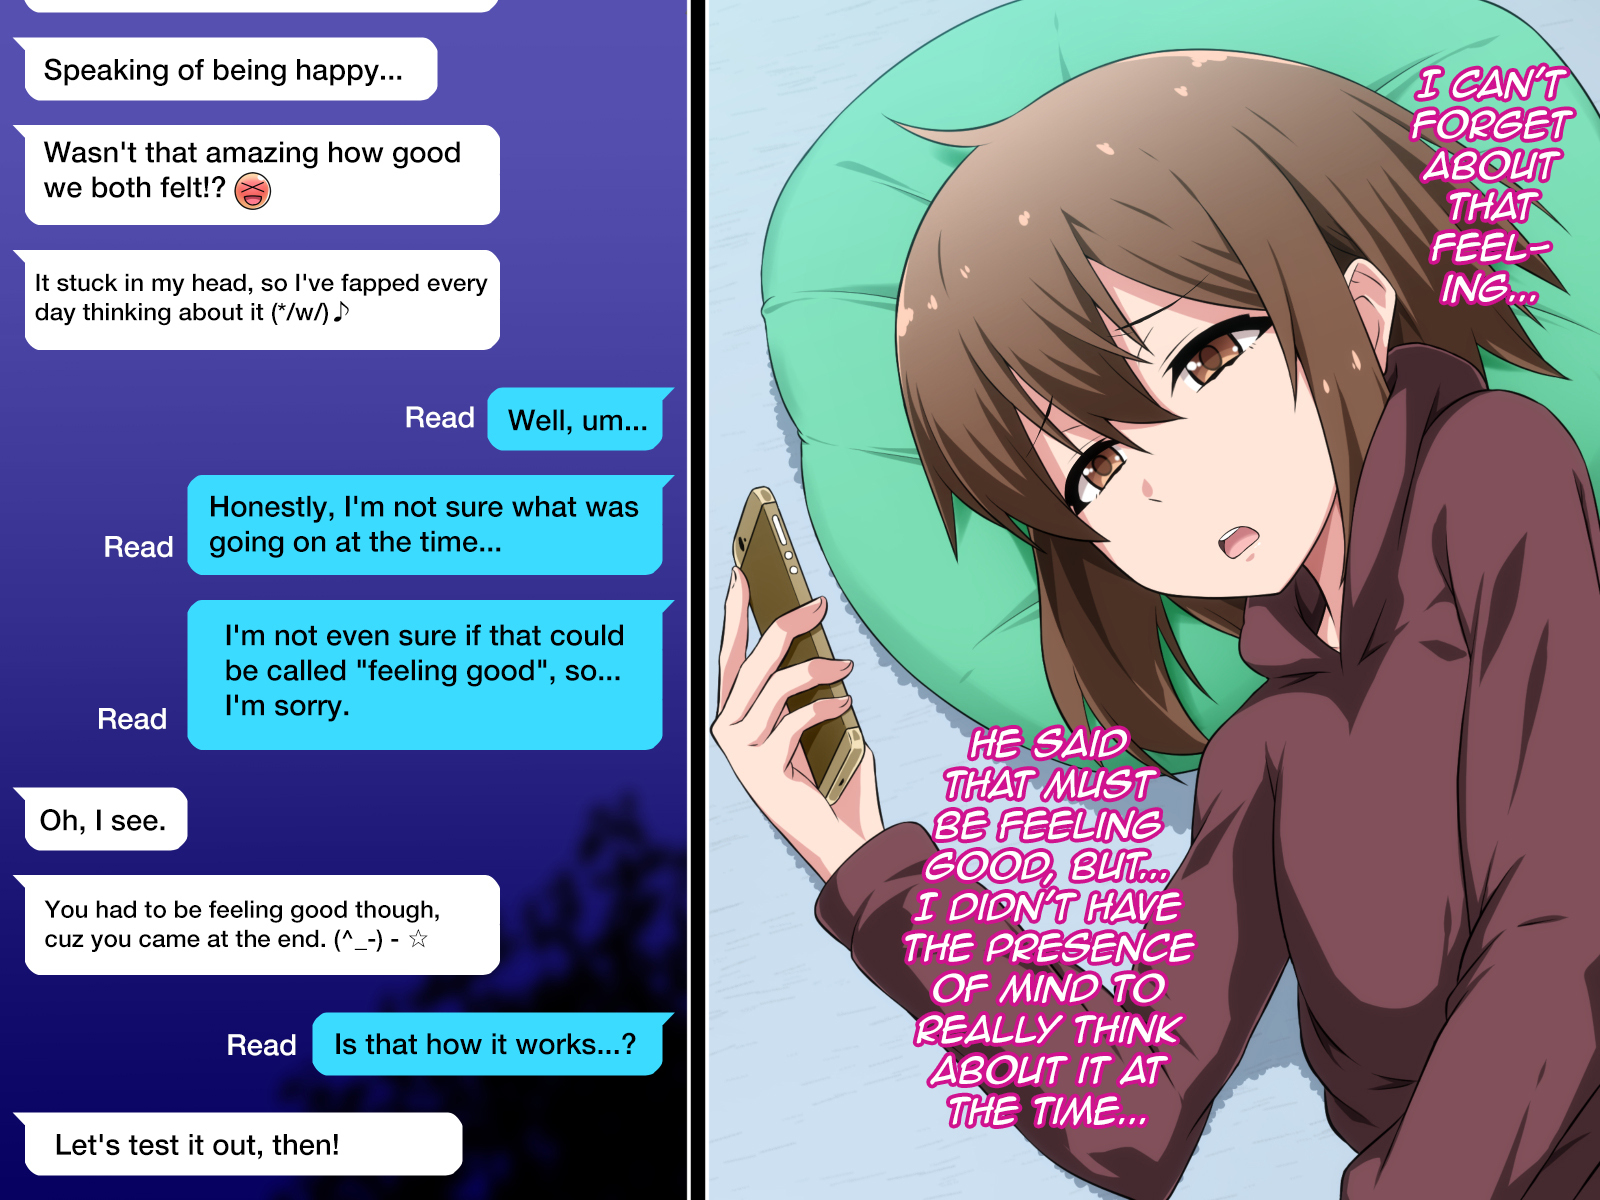 Speaking of being happy...
Wasn't that amazing how good
we both felt!?
It stuck in my head, so I've fapped every
day thinking about it (*/w/)♪
Read
Well, um...
Honestly, I'm not sure what was
going on at the time...
Read
I'm not even sure if that could
be called "feeling good", so...
I'm sorry.
Read
Oh, I see.
You had to be feeling good though,
cuz you came at the end. (^_-) - ☆
Read
Is that how it works...?
Let's test it out, then!
I CAN'T
FORGET
ABOUT
THAT
FEEL-
ING...
HE SAID
THAT MUST
BE FEELING
GOOD, BUT...
I DIDN'T HAVE
THE PRESENCE
OF MIND TO
REALLY THINK
ABOUT IT AT
THE TIME...